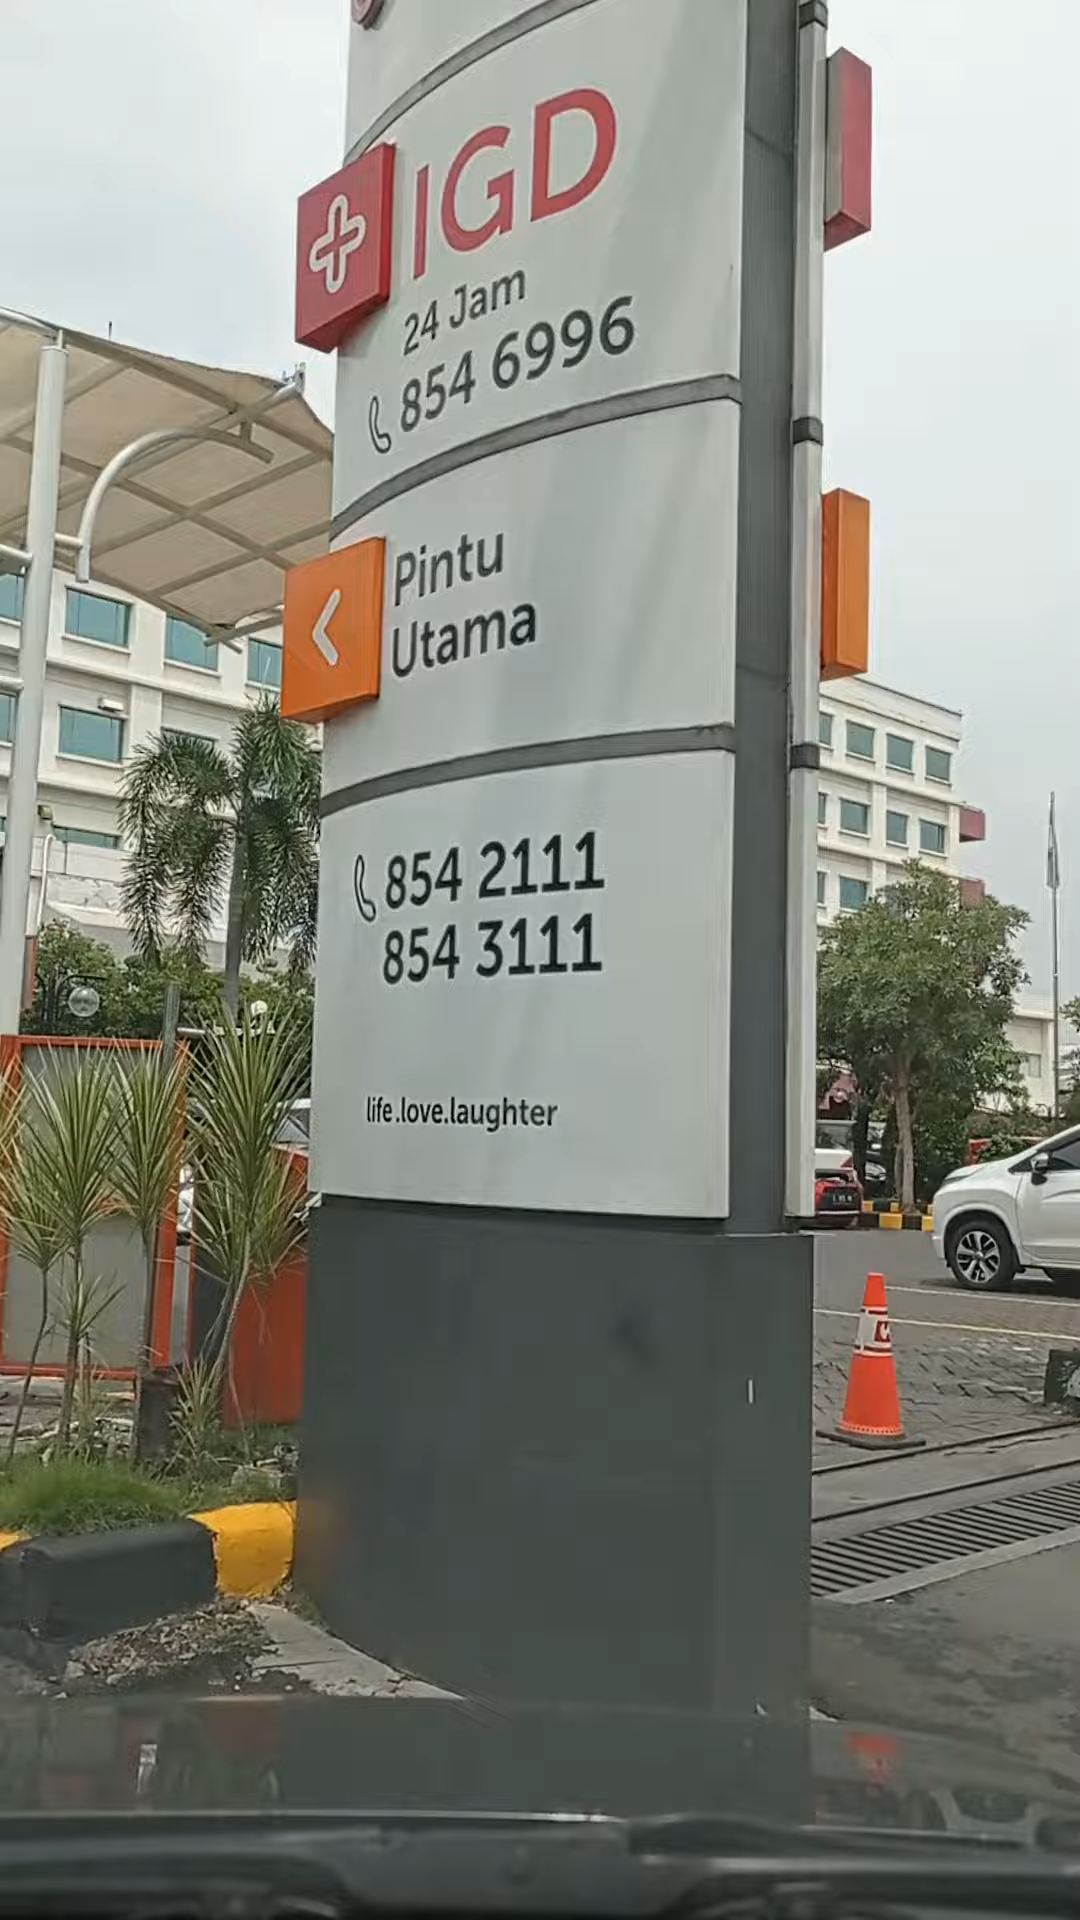 IGD
24 Jam
854 6996
Pintu
Utama
854 2111
854 3111
life.love.laughter